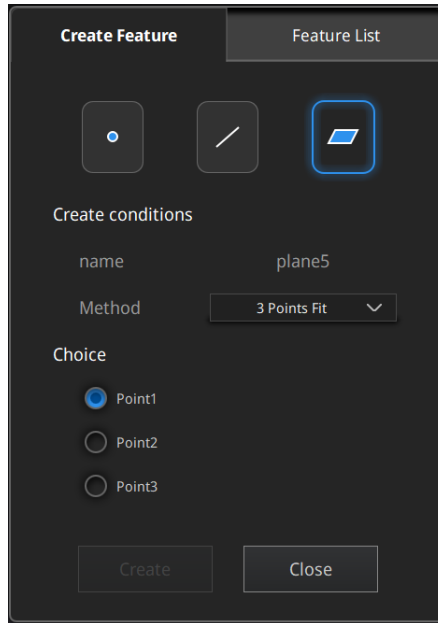 Create Feature Feature List
Create conditions
name plane5
Method 3 Points Fit
Choice
Point1
Point2
Point3
Create Close